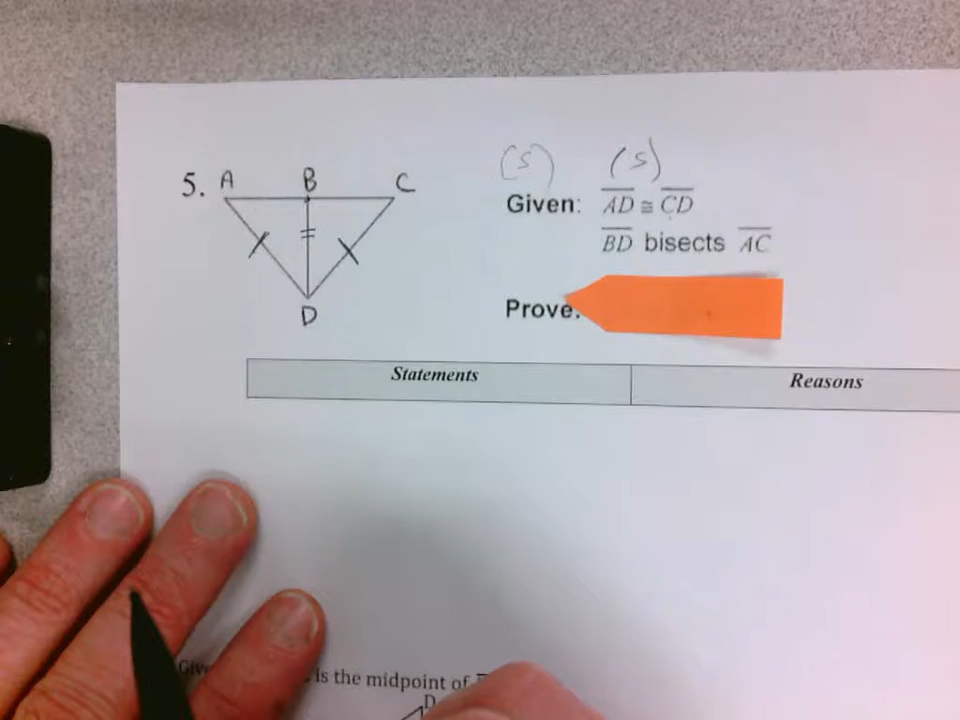 (S) (S)
5. A B C
Given: AD ≅ CD
BD bisects AC
D
Prove:
Statements Reasons
is the midpoint of
D